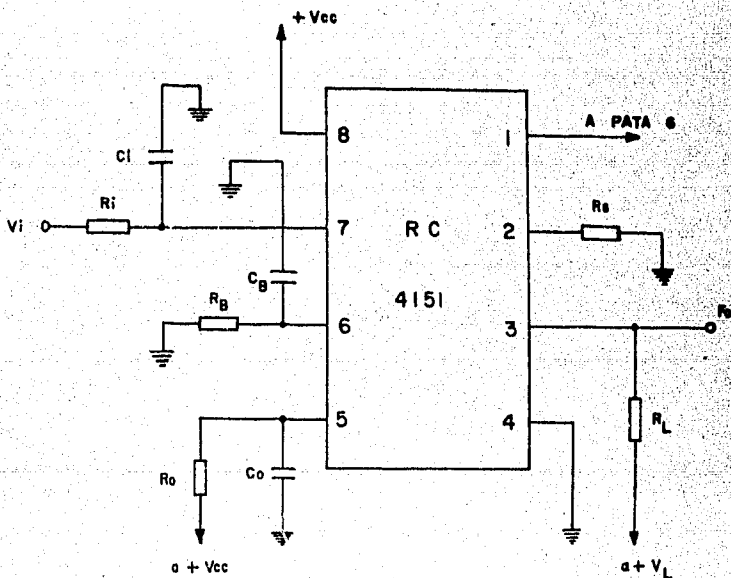 + Vcc
A PATA 6
Ci
8
1
Ri
Rs
Vi
7
RC
2
CB
4151
RB
6
3
Fo
5
4
RL
Ro
Co
a + Vcc
a + VL